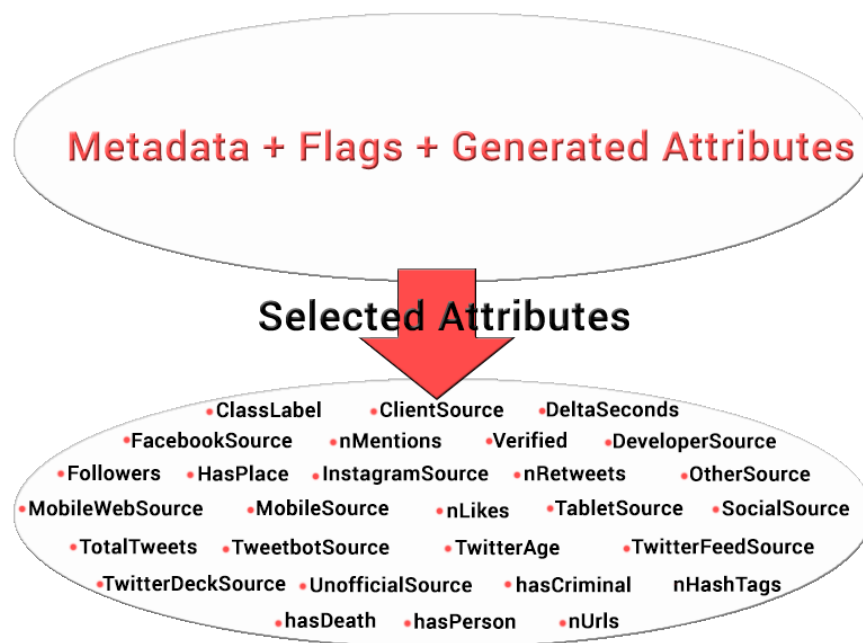 Metadata + Flags + Generated Attributes
Selected Attributes
•ClassLabel •ClientSource •DeltaSeconds
•FacebookSource •nMentions •Verified •DeveloperSource
•Followers •HasPlace •InstagramSource •nRetweets •OtherSource
•MobileWebSource •MobileSource •nLikes •TabletSource •SocialSource
•TotalTweets •TweetbotSource •TwitterAge •TwitterFeedSource
•TwitterDeckSource •UnofficialSource •hasCriminal nHashTags
•hasDeath •hasPerson •nUrls